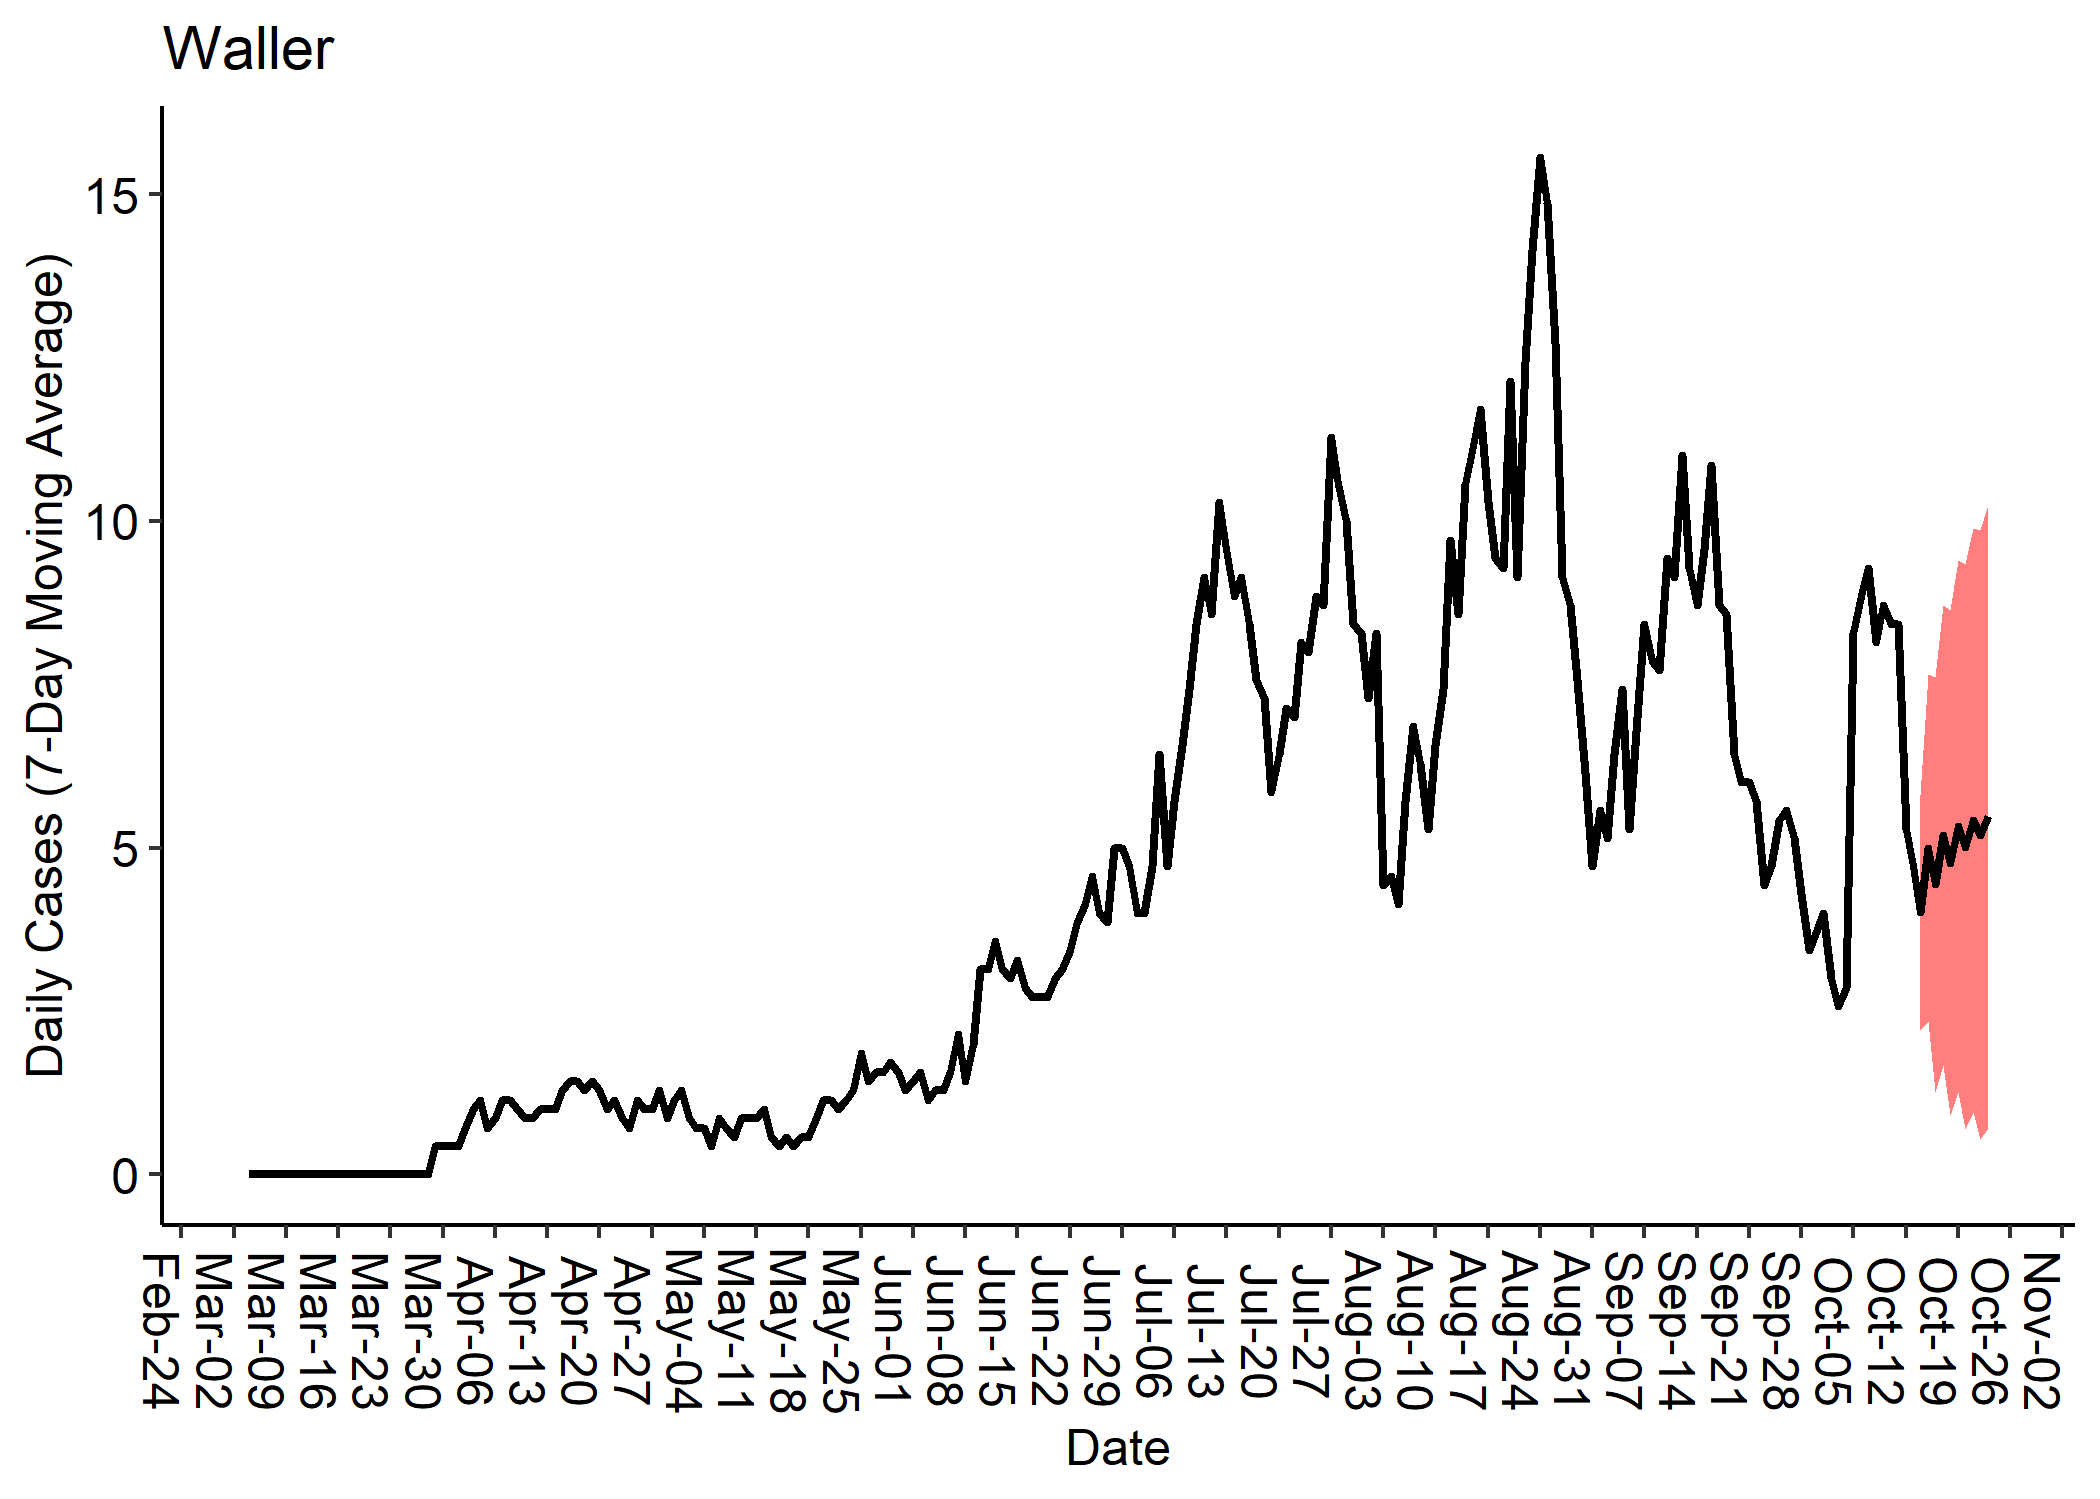 Waller
Daily Cases (7-Day Moving Average)
15
10
5
0
Feb-24
Mar-02
Mar-09
Mar-16
Mar-23
Mar-30
Apr-06
Apr-13
Apr-20
Apr-27
May-04
May-11
May-18
May-25
Jun-01
Jun-08
Jun-15
Jun-22
Jun-29
Jul-06
Jul-13
Jul-20
Jul-27
Aug-03
Aug-10
Aug-17
Aug-24
Aug-31
Sep-07
Sep-14
Sep-21
Sep-28
Oct-05
Oct-12
Oct-19
Oct-26
Nov-02
Date